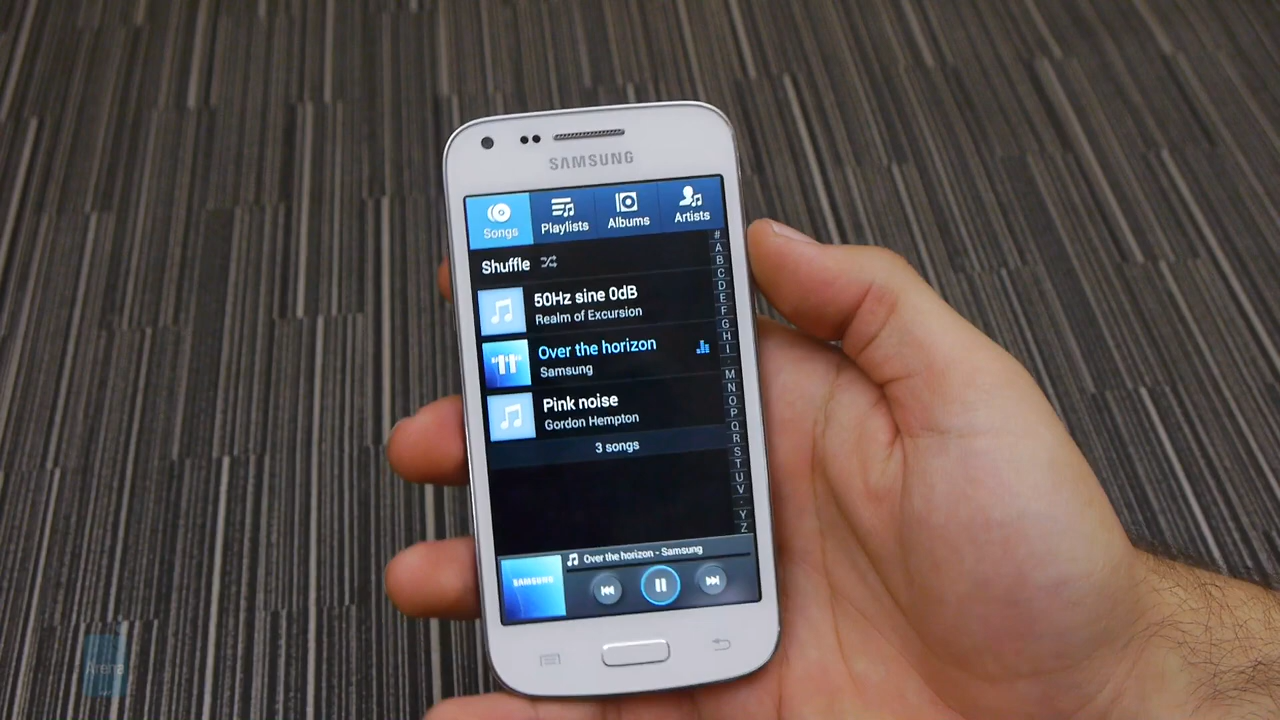 SAMSUNG
Songs
Playlists
Albums
Artists
Shuffle
50Hz sine 0dB
Realm of Excursion
Over the horizon
Samsung
Pink noise
Gordon Hempton
3 songs
#
A
B
C
D
E
F
G
H
I
.
M
N
O
P
Q
R
S
T
U
V
.
Y
Z
Over the horizon - Samsung
SAMSUNG
Arena